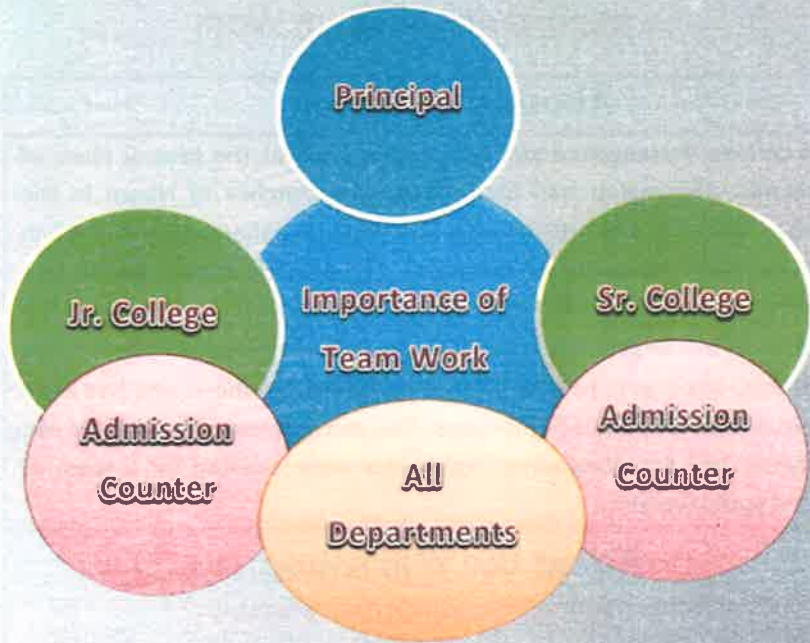 Principal
Jr. College
Importance of
Team Work
Sr. College
Admission
Counter
All
Departments
Admission
Counter